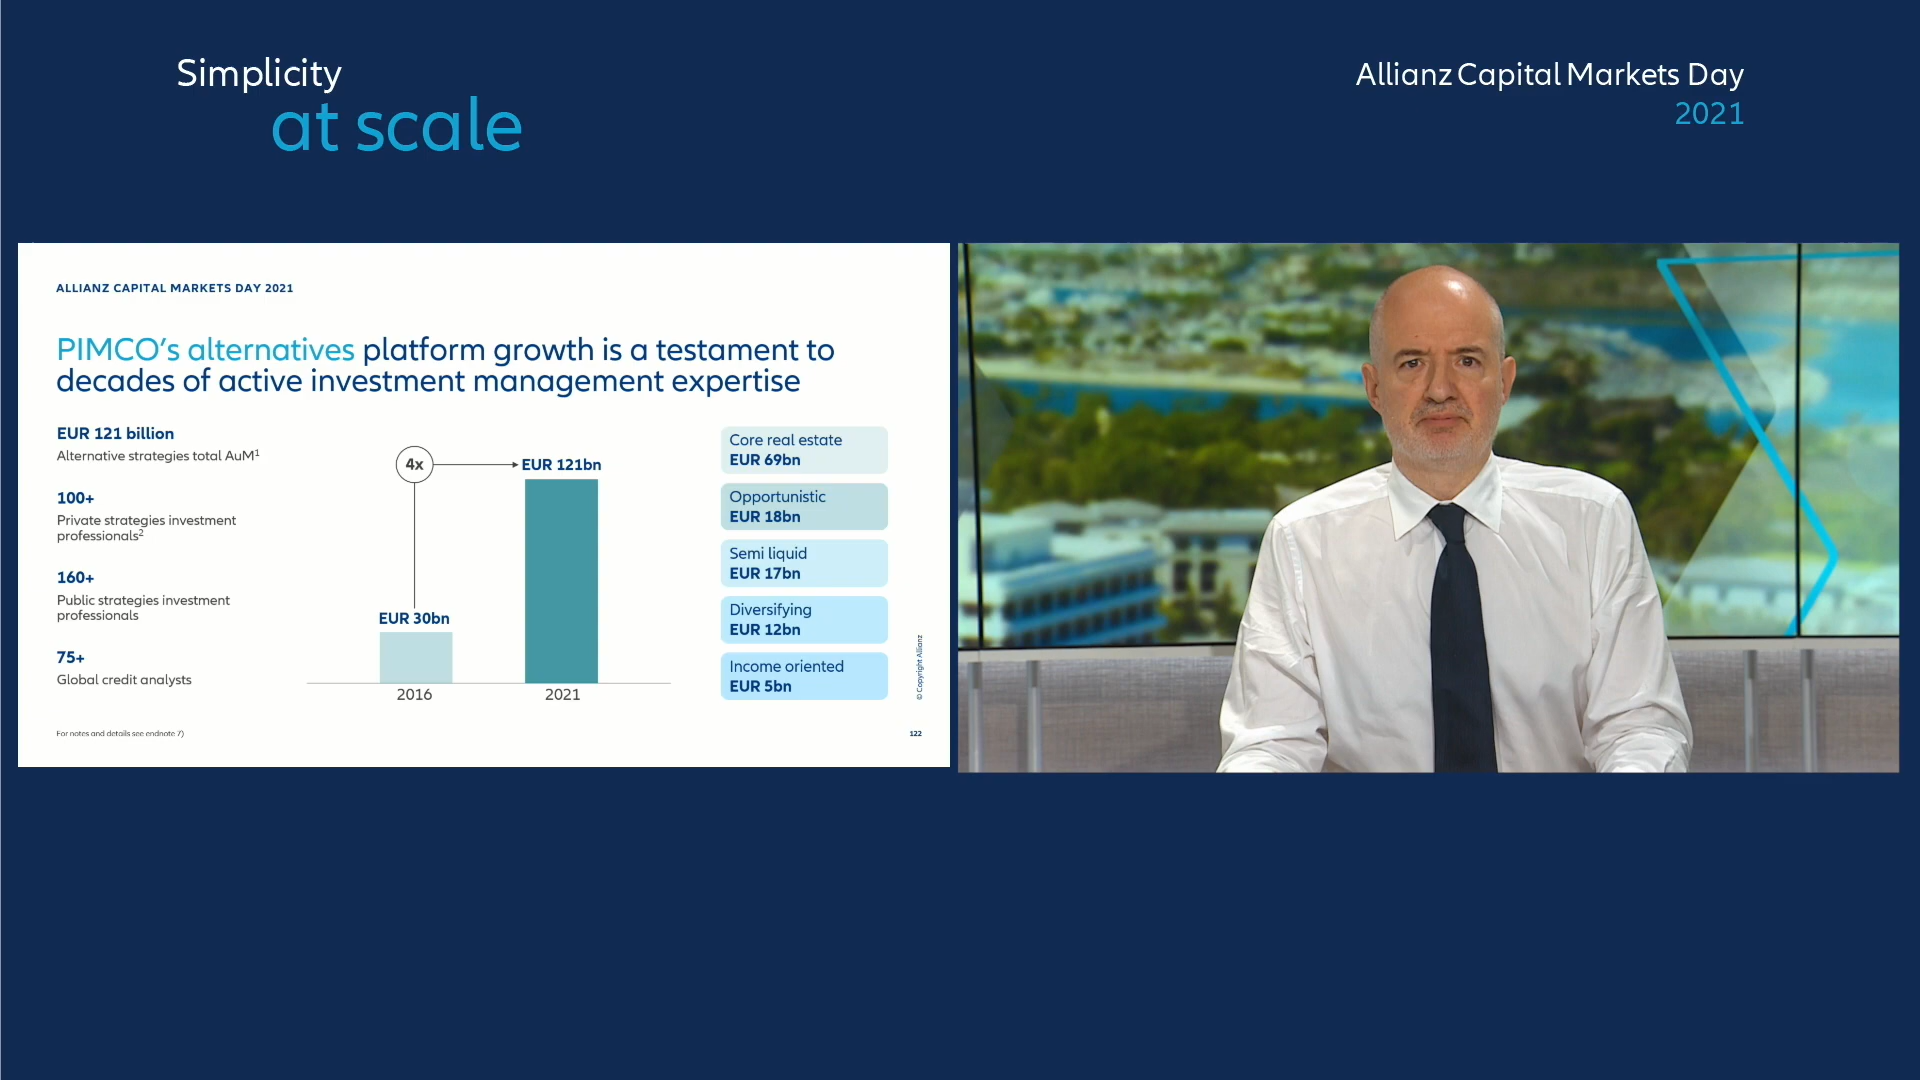 Simplicity
at scale
Allianz Capital Markets Day
2021
ALLIANZ CAPITAL MARKETS DAY 2021
PIMCO's alternatives platform growth is a testament to
decades of active investment management expertise
EUR 121 billion
Alternative strategies total AuM¹
100+
Private strategies investment
professionals²
160+
Public strategies investment
professionals
75+
Global credit analysts
4x
EUR 121bn
EUR 30bn
2016
2021
Core real estate
EUR 69bn
Opportunistic
EUR 18bn
Semi liquid
EUR 17bn
Diversifying
EUR 12bn
Income oriented
EUR 5bn
© Copyright Allianz
For notes and details see endnote 7)
122